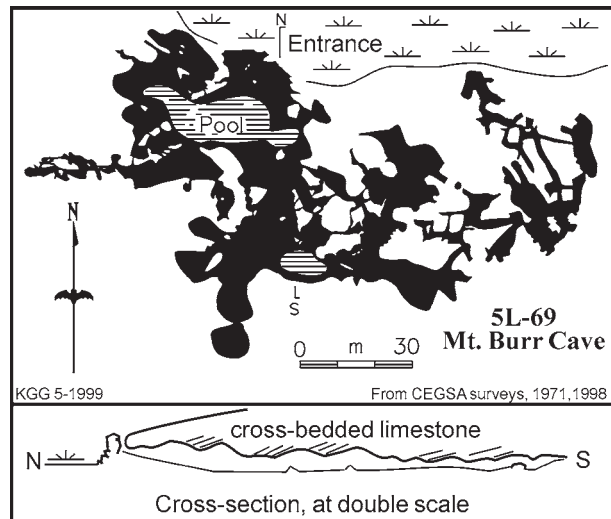 N
Entrance
Pool
N
L
S
5L-69
Mt. Burr Cave
0 m 30
KGG 5-1999
From CEGSA surveys, 1971,1998
cross-bedded limestone
N
S
Cross-section, at double scale